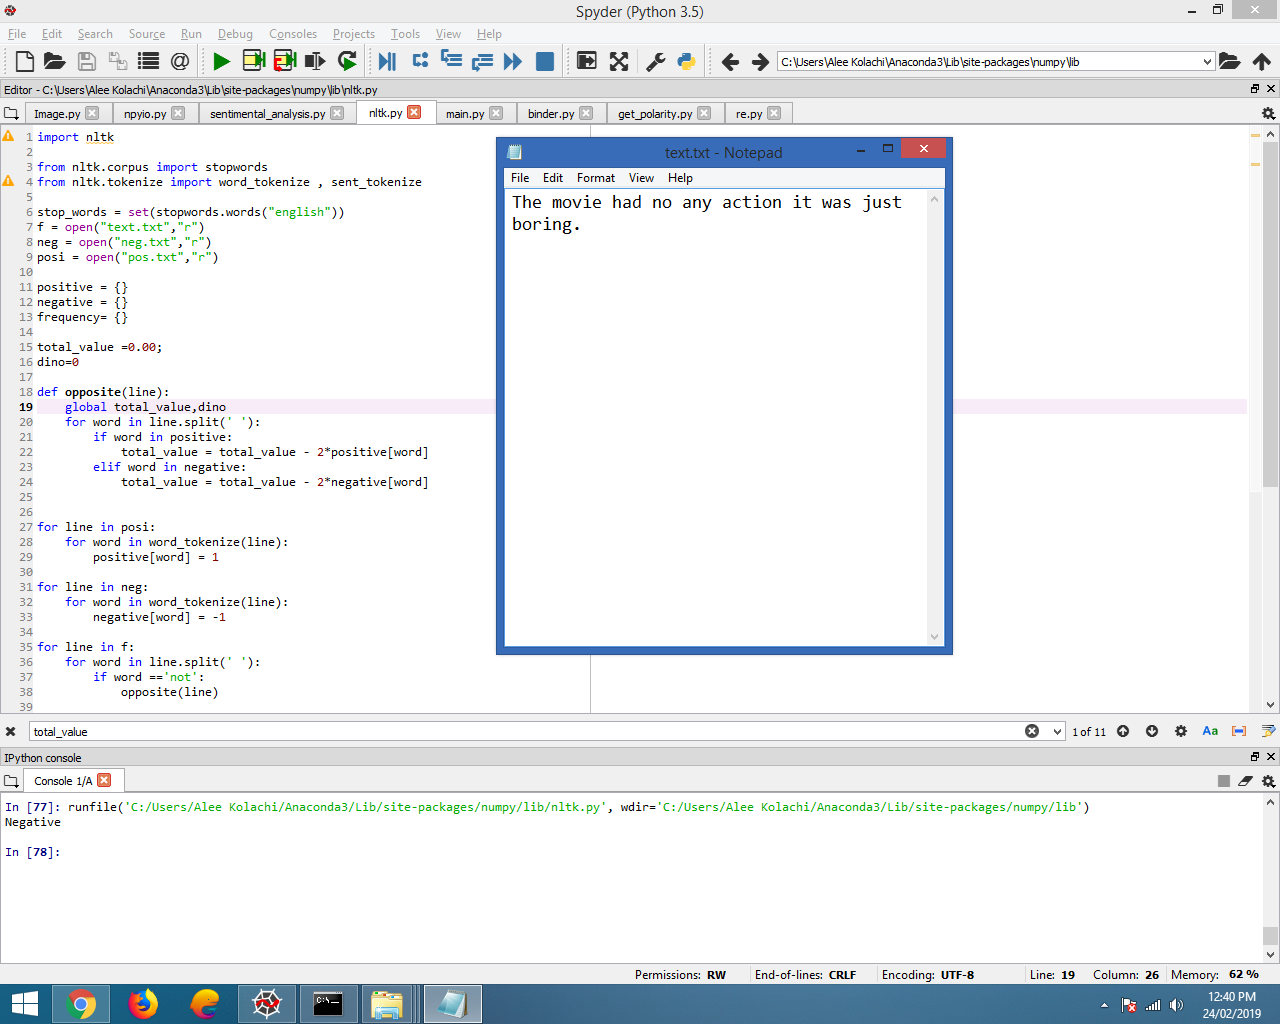 Spyder (Python 3.5)
File Edit Search Source Run Debug Consoles Projects Tools View Help
C:\Users\Alee Kolachi\Anaconda3\Lib\site-packages\numpy\lib
Editor - C:\Users\Alee Kolachi\Anaconda3\Lib\site-packages\numpy\lib\nltk.py
Image.py npyio.py sentimental_analysis.py nltk.py main.py binder.py get_polarity.py re.py
1 import nltk
2
3 from nltk.corpus import stopwords
4 from nltk.tokenize import word_tokenize , sent_tokenize
5
6 stop_words = set(stopwords.words("english"))
7 f = open("text.txt","r")
8 neg = open("neg.txt","r")
9 posi = open("pos.txt","r")
10
11 positive = {}
12 negative = {}
13 frequency= {}
14
15 total_value =0.00;
16 dino=0
17
18 def opposite(line):
19     global total_value,dino
20     for word in line.split(' '):
21         if word in positive:
22             total_value = total_value - 2*positive[word]
23         elif word in negative:
24             total_value = total_value - 2*negative[word]
25
26
27 for line in posi:
28     for word in word_tokenize(line):
29         positive[word] = 1
30
31 for line in neg:
32     for word in word_tokenize(line):
33         negative[word] = -1
34
35 for line in f:
36     for word in line.split(' '):
37         if word =='not':
38             opposite(line)
39
text.txt - Notepad
File Edit Format View Help
The movie had no any action it was just
boring.
total_value 1 of 11 Aa
IPython console
Console 1/A
In [77]: runfile('C:/Users/Alee Kolachi/Anaconda3/Lib/site-packages/numpy/lib/nltk.py', wdir='C:/Users/Alee Kolachi/Anaconda3/Lib/site-packages/numpy/lib')
Negative
In [78]:
Permissions: RW End-of-lines: CRLF Encoding: UTF-8 Line: 19 Column: 26 Memory: 62 %
C:\_
12:40 PM
24/02/2019